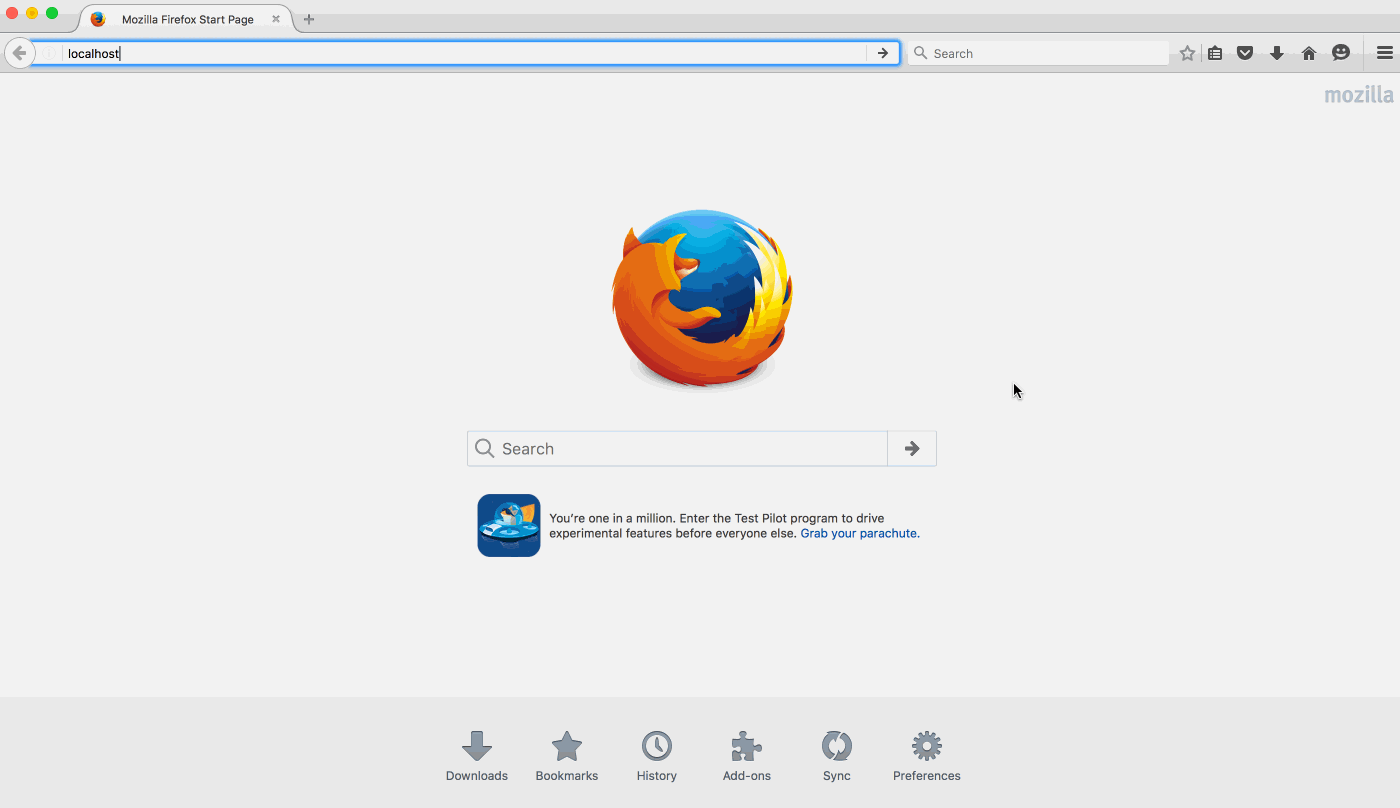 Mozilla Firefox Start Page
localhost
Search
mozilla
Search
You're one in a million. Enter the Test Pilot program to drive
experimental features before everyone else. Grab your parachute.
Downloads
Bookmarks
History
Add-ons
Sync
Preferences